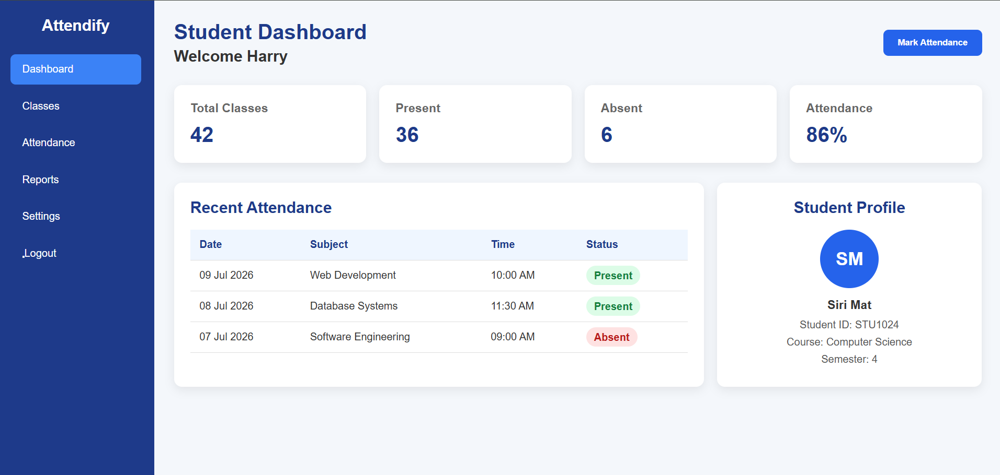 Attendify
Dashboard
Classes
Attendance
Reports
Settings
.Logout
Student Dashboard
Welcome Harry
Mark Attendance
Total Classes
42
Present
36
Absent
6
Attendance
86%
Recent Attendance
Date Subject Time Status
09 Jul 2026 Web Development 10:00 AM Present
08 Jul 2026 Database Systems 11:30 AM Present
07 Jul 2026 Software Engineering 09:00 AM Absent
Student Profile
SM
Siri Mat
Student ID: STU1024
Course: Computer Science
Semester: 4